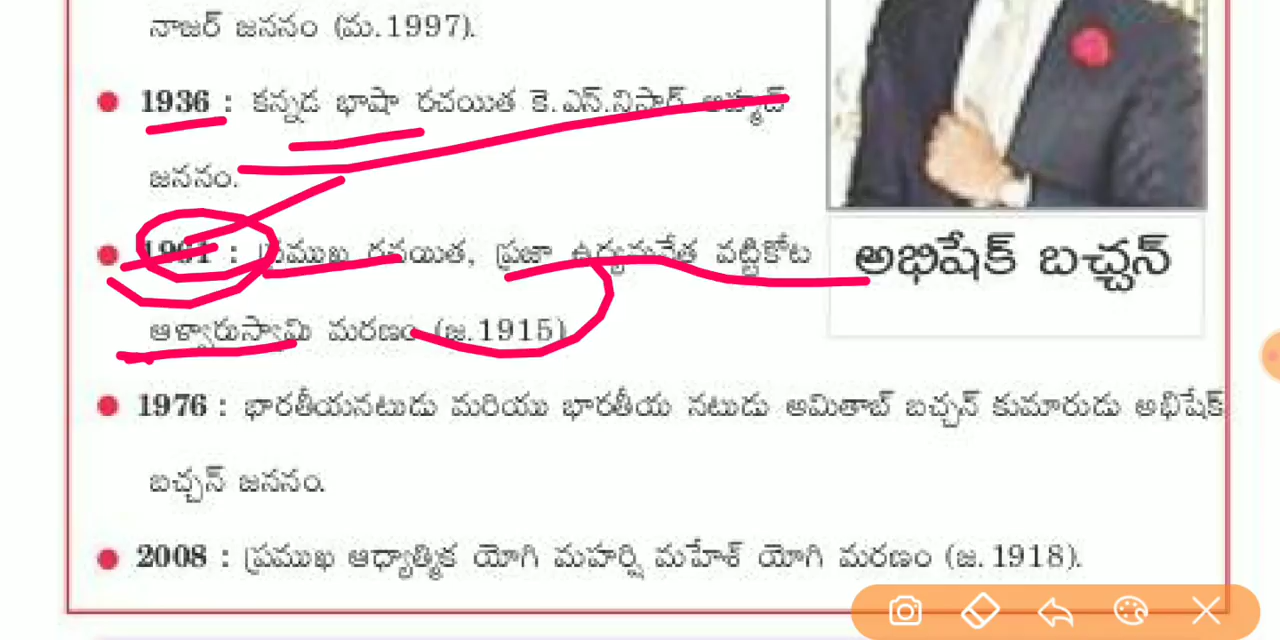 నాజర్ జననం (మ.1997).
1936 : కన్నడ భాషా రచయిత కె.ఎస్.నిసార్ అహ్మద్
జననం.
అభిషేక్ బచ్చన్
: ప్రముఖ రచయిత, ప్రజా ఉద్యమనేత వట్టికోట
ఆళ్వారుస్వామి మరణం (జ.1915)
1976 : భారతీయనటుడు మరియు భారతీయ నటుడు అమితాబ్ బచ్చన్ కుమారుడు అభిషేక్
బచ్చన్ జననం.
2008 : ప్రముఖ ఆధ్యాత్మిక యోగి మహర్షి మహేశ్ యోగి మరణం (జ.1918).